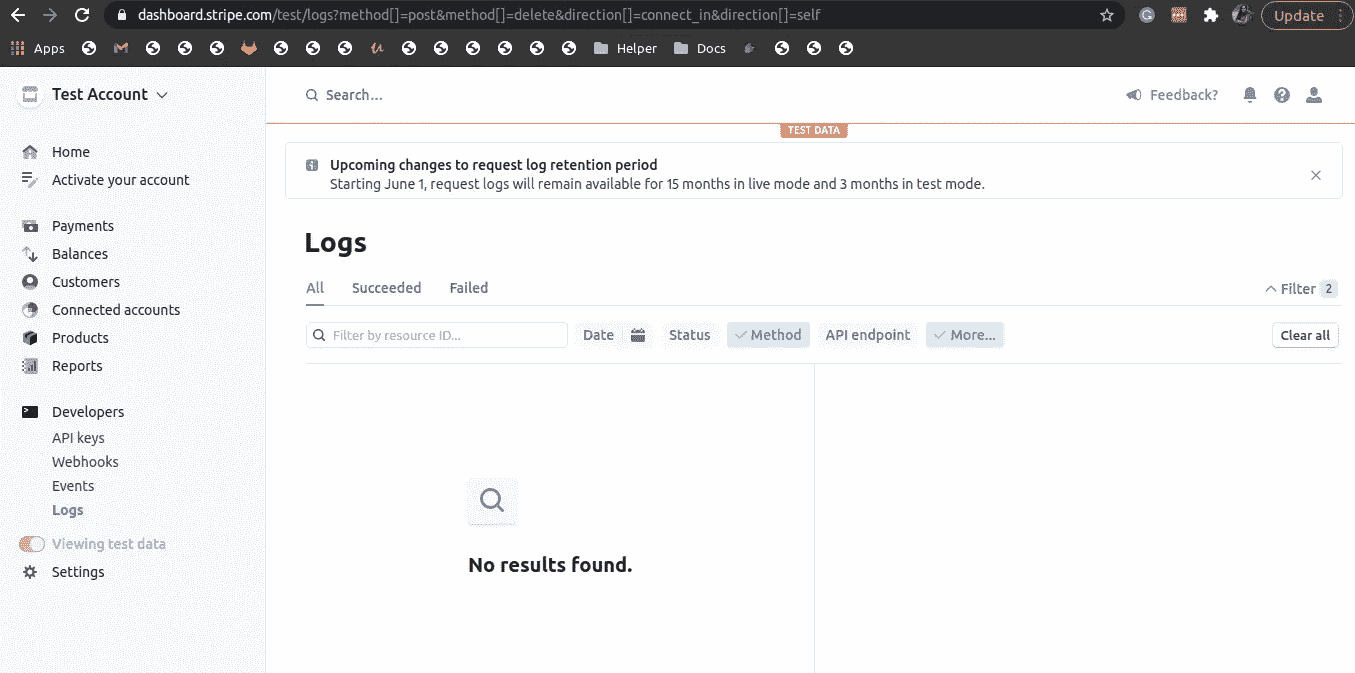 dashboard.stripe.com/test/logs?method[]=post&method[]=delete&direction[]=connect_in&direction[]=self
Update
Apps
Helper
Docs
Test Account
Search...
Feedback?
TEST DATA
Home
Activate your account
Upcoming changes to request log retention period
Starting June 1, request logs will remain available for 15 months in live mode and 3 months in test mode.
Payments
Balances
Customers
Connected accounts
Products
Reports
Developers
API keys
Webhooks
Events
Logs
Viewing test data
Settings
Logs
All Succeeded Failed
Filter 2
Filter by resource ID...
Date Status Method API endpoint More...
Clear all
No results found.